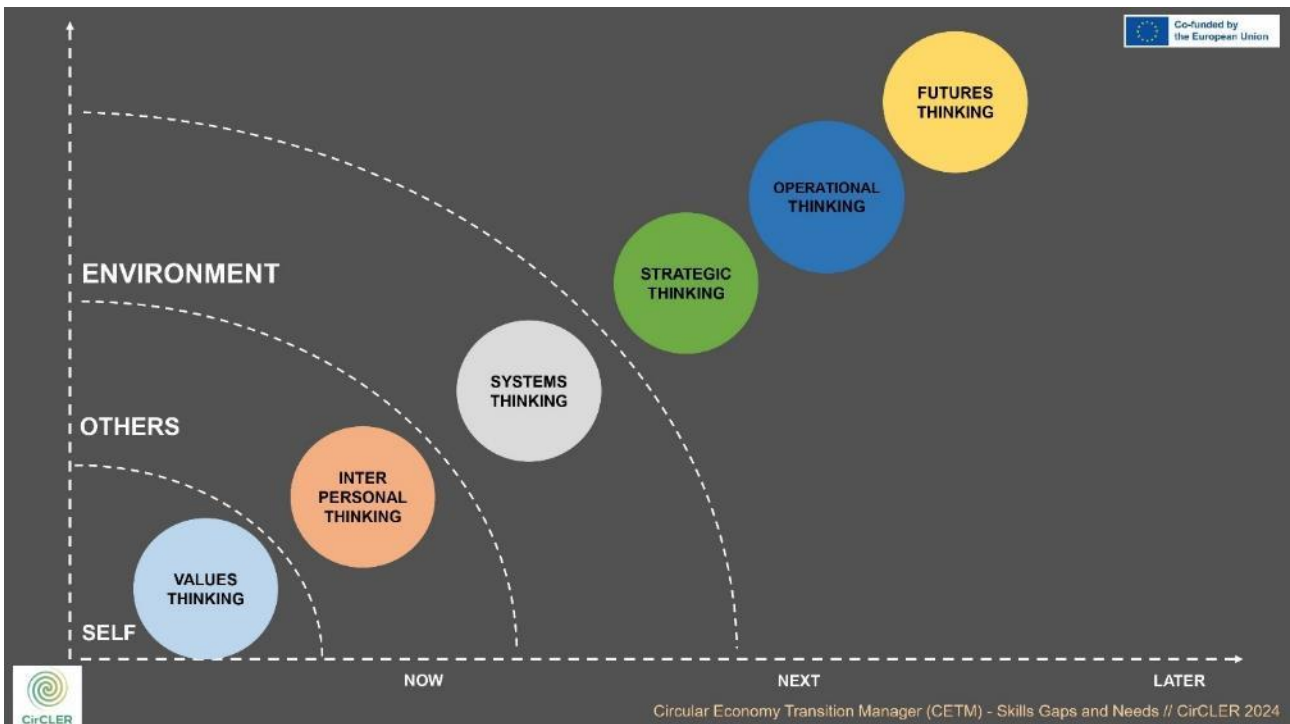 Co-funded by
the European Union
FUTURES
THINKING
OPERATIONAL
THINKING
ENVIRONMENT
STRATEGIC
THINKING
SYSTEMS
THINKING
OTHERS
INTER
PERSONAL
THINKING
VALUES
THINKING
SELF
NOW
NEXT
LATER
CirCLER
Circular Economy Transition Manager (CETM) - Skills Gaps and Needs // CirCLER 2024